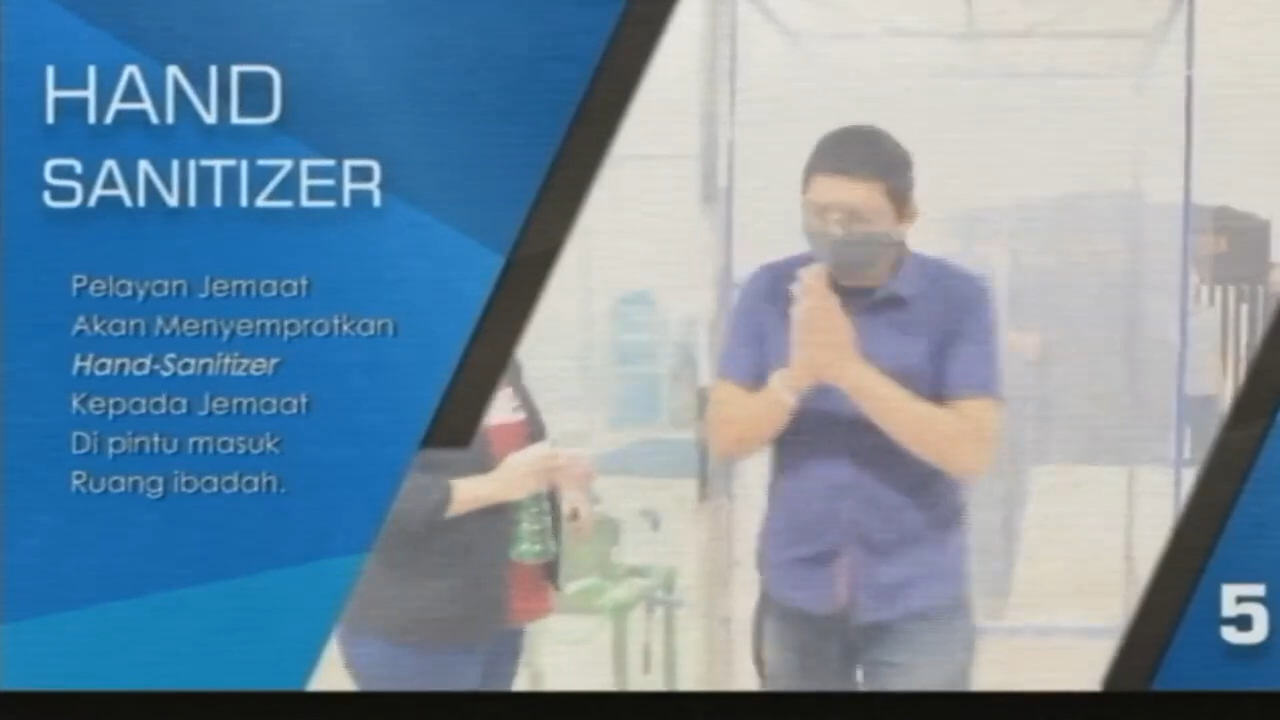 HAND
SANITIZER
Pelayan Jemaat
Akan Menyemprotkan
Hand-Sanitizer
Kepada Jemaat
Di pintu masuk
Ruang ibadah.
5